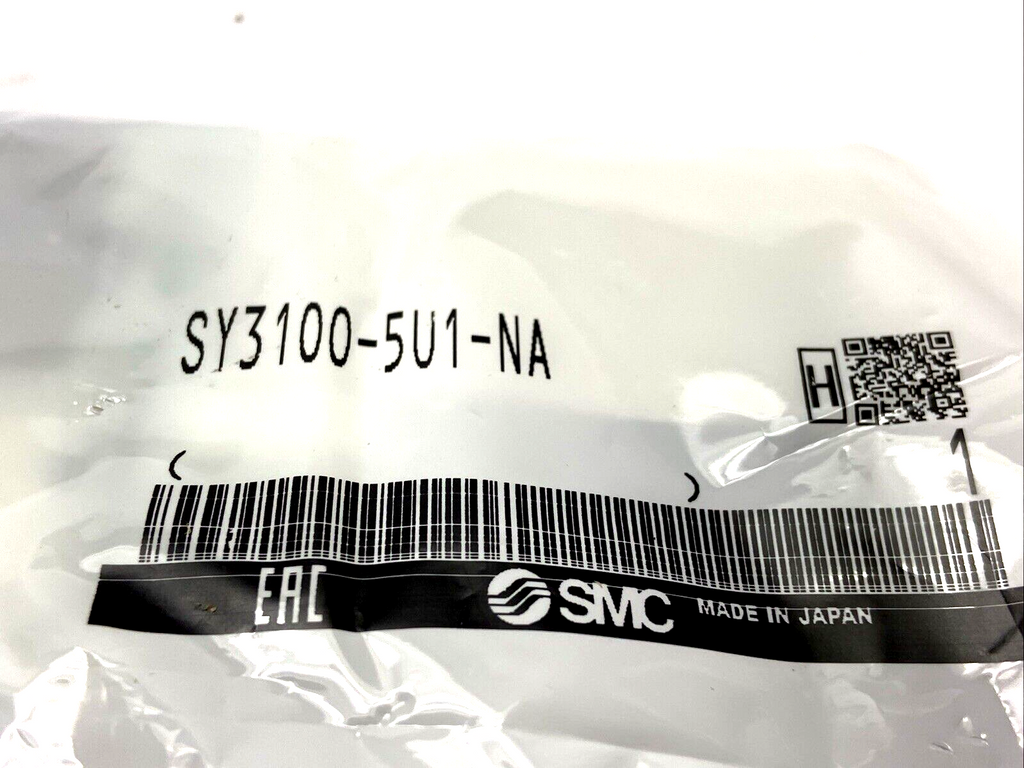 SY3100-5U1-NA
H
1
( )
EAC SMC MADE IN JAPAN